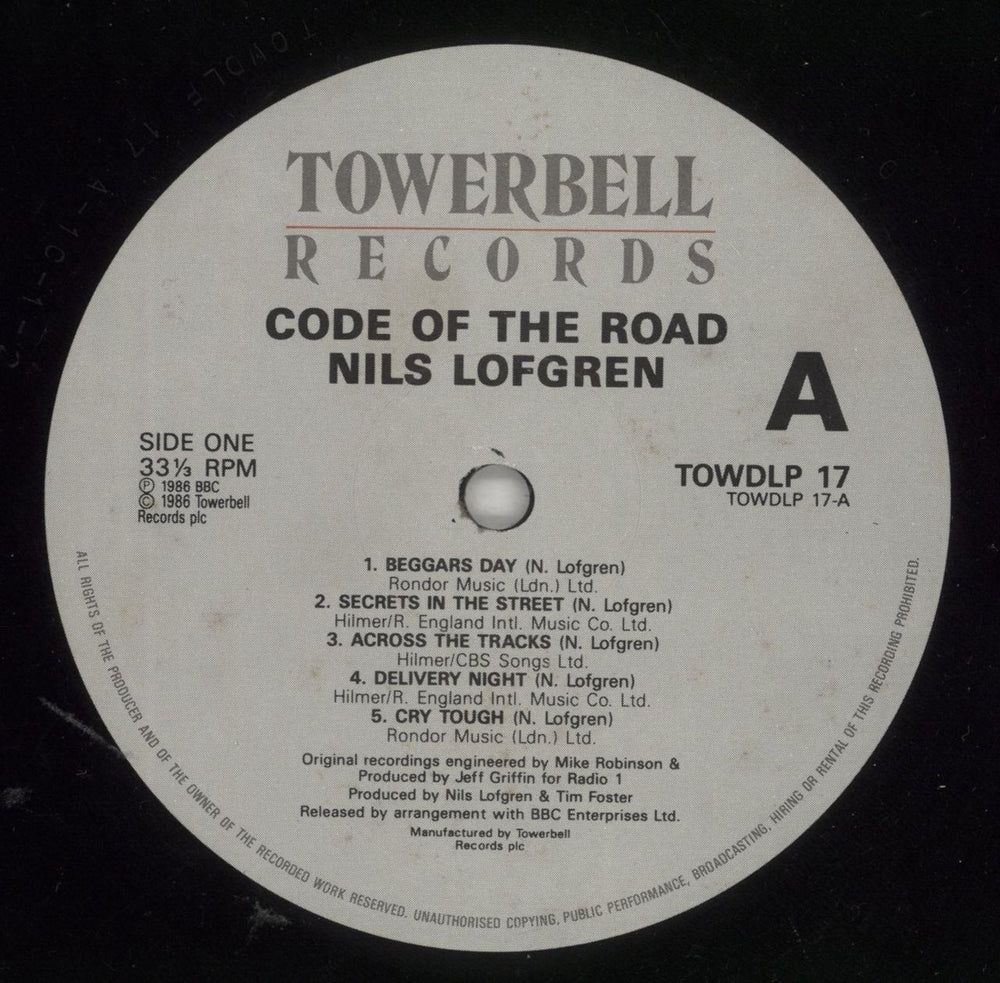 TOWERBELL
RECORDS
CODE OF THE ROAD
NILS LOFGREN
A
SIDE ONE
33⅓ RPM
Ⓟ 1986 BBC
© 1986 Towerbell
Records plc
TOWDLP 17
TOWDLP 17-A
1. BEGGARS DAY (N. Lofgren)
Rondor Music (Ldn.) Ltd.
2. SECRETS IN THE STREET (N. Lofgren)
Hilmer/R. England Intl. Music Co. Ltd.
3. ACROSS THE TRACKS (N. Lofgren)
Hilmer/CBS Songs Ltd.
4. DELIVERY NIGHT (N. Lofgren)
Hilmer/R. England Intl. Music Co. Ltd.
5. CRY TOUGH (N. Lofgren)
Rondor Music (Ldn.) Ltd.
Original recordings engineered by Mike Robinson &
Produced by Jeff Griffin for Radio 1
Produced by Nils Lofgren & Tim Foster
Released by arrangement with BBC Enterprises Ltd.
Manufactured by Towerbell
Records plc
ALL RIGHTS OF THE PRODUCER AND OF THE OWNER OF THE RECORDED WORK RESERVED. UNAUTHORISED COPYING, PUBLIC PERFORMANCE, BROADCASTING, HIRING OR RENTAL OF THIS RECORDING PROHIBITED.